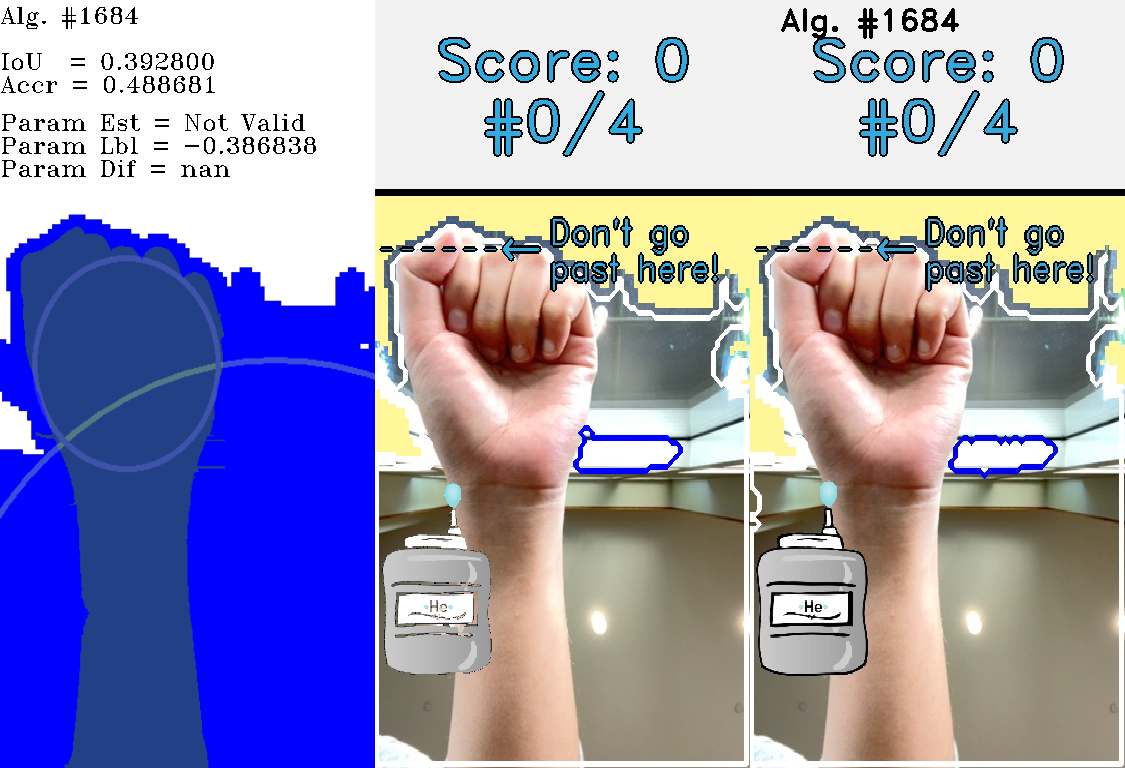 Alg. #1684
IoU = 0.392800
Accr = 0.488681
Param Est = Not Valid
Param Lbl = −0.386838
Param Dif = nan
Score: 0
#0/4
Don't go
past here!
He
Alg. #1684
Score: 0
#0/4
Don't go
past here!
He